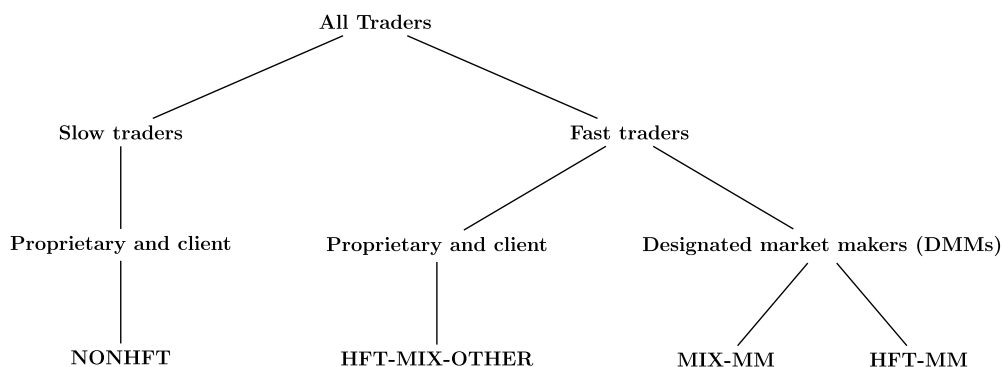 All Traders
Slow traders
Fast traders
Proprietary and client
Proprietary and client
Designated market makers (DMMs)
NONHFT
HFT-MIX-OTHER
MIX-MM
HFT-MM